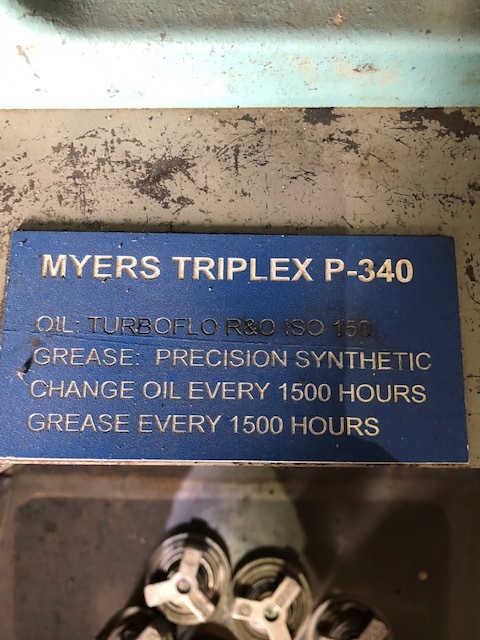 MYERS TRIPLEX P-340
OIL: TURBOFLO R&O ISO 150
GREASE: PRECISION SYNTHETIC
CHANGE OIL EVERY 1500 HOURS
GREASE EVERY 1500 HOURS